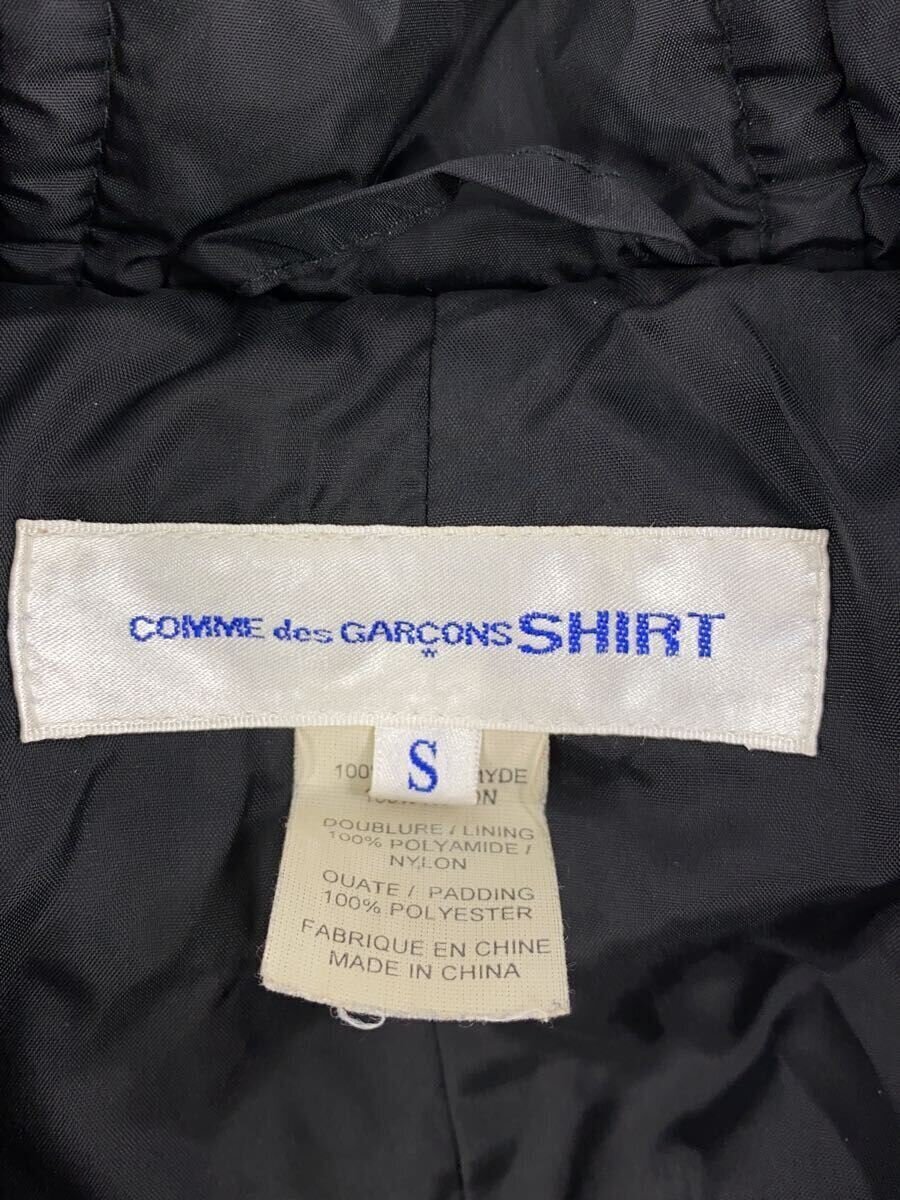 COMME des GARÇONS SHIRT
*
S
100%
DOUBLURE / LINING
100% POLYAMIDE /
NYLON
OUATE / PADDING
100% POLYESTER
FABRIQUE EN CHINE
MADE IN CHINA